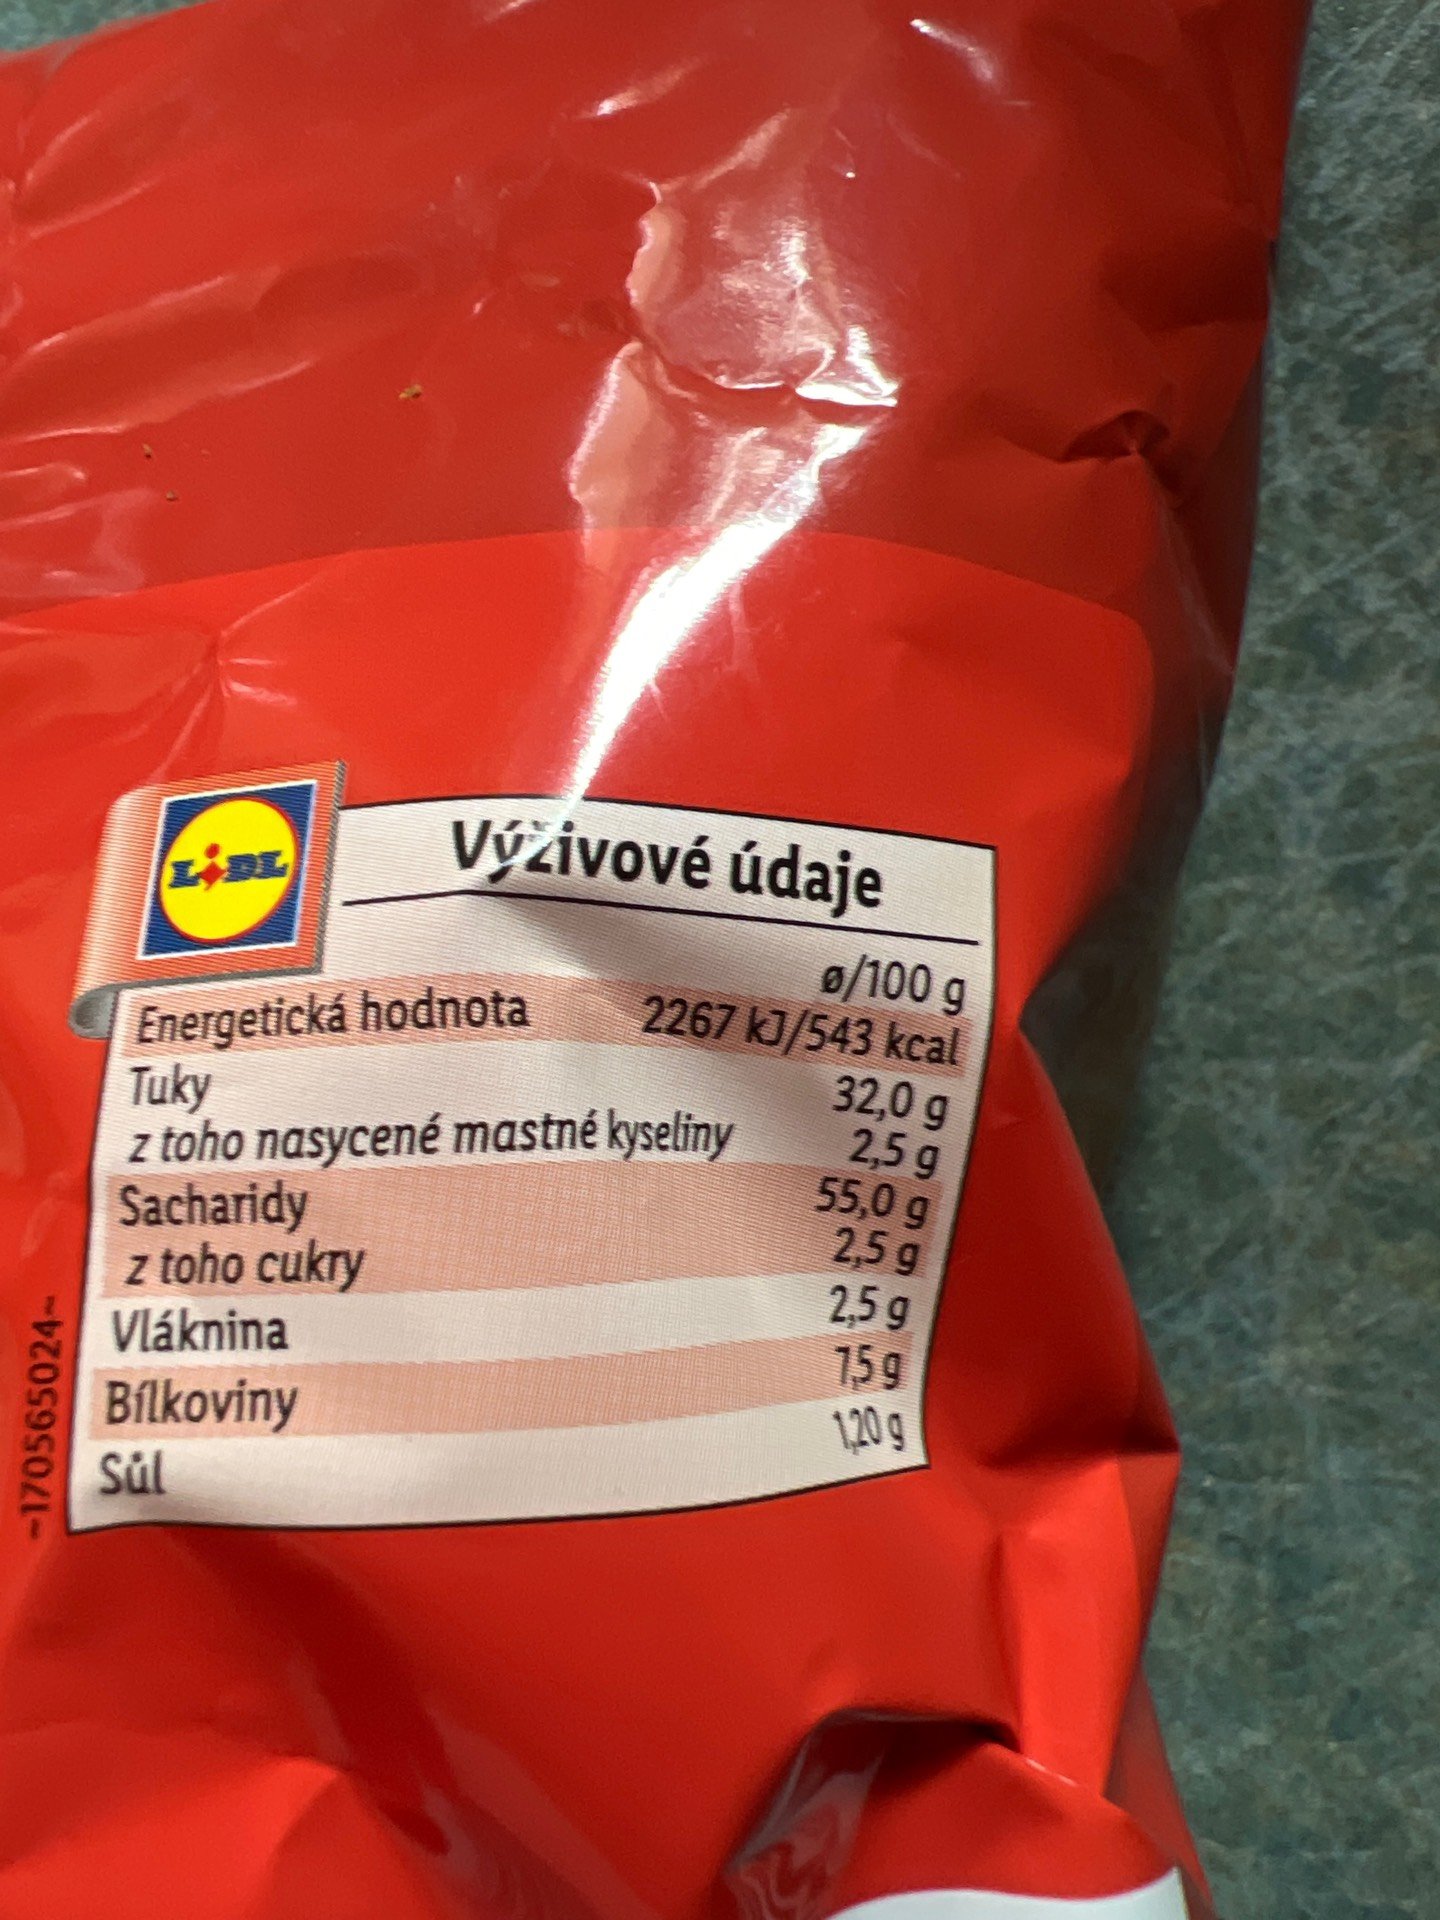 LIDL
Výživové údaje
ø/100 g
Energetická hodnota 2267 kJ/543 kcal
Tuky 32,0 g
z toho nasycené mastné kyseliny 2,5 g
Sacharidy 55,0 g
z toho cukry 2,5 g
Vláknina 2,5 g
Bílkoviny 7,5 g
Sůl 1,20 g
~170565024~